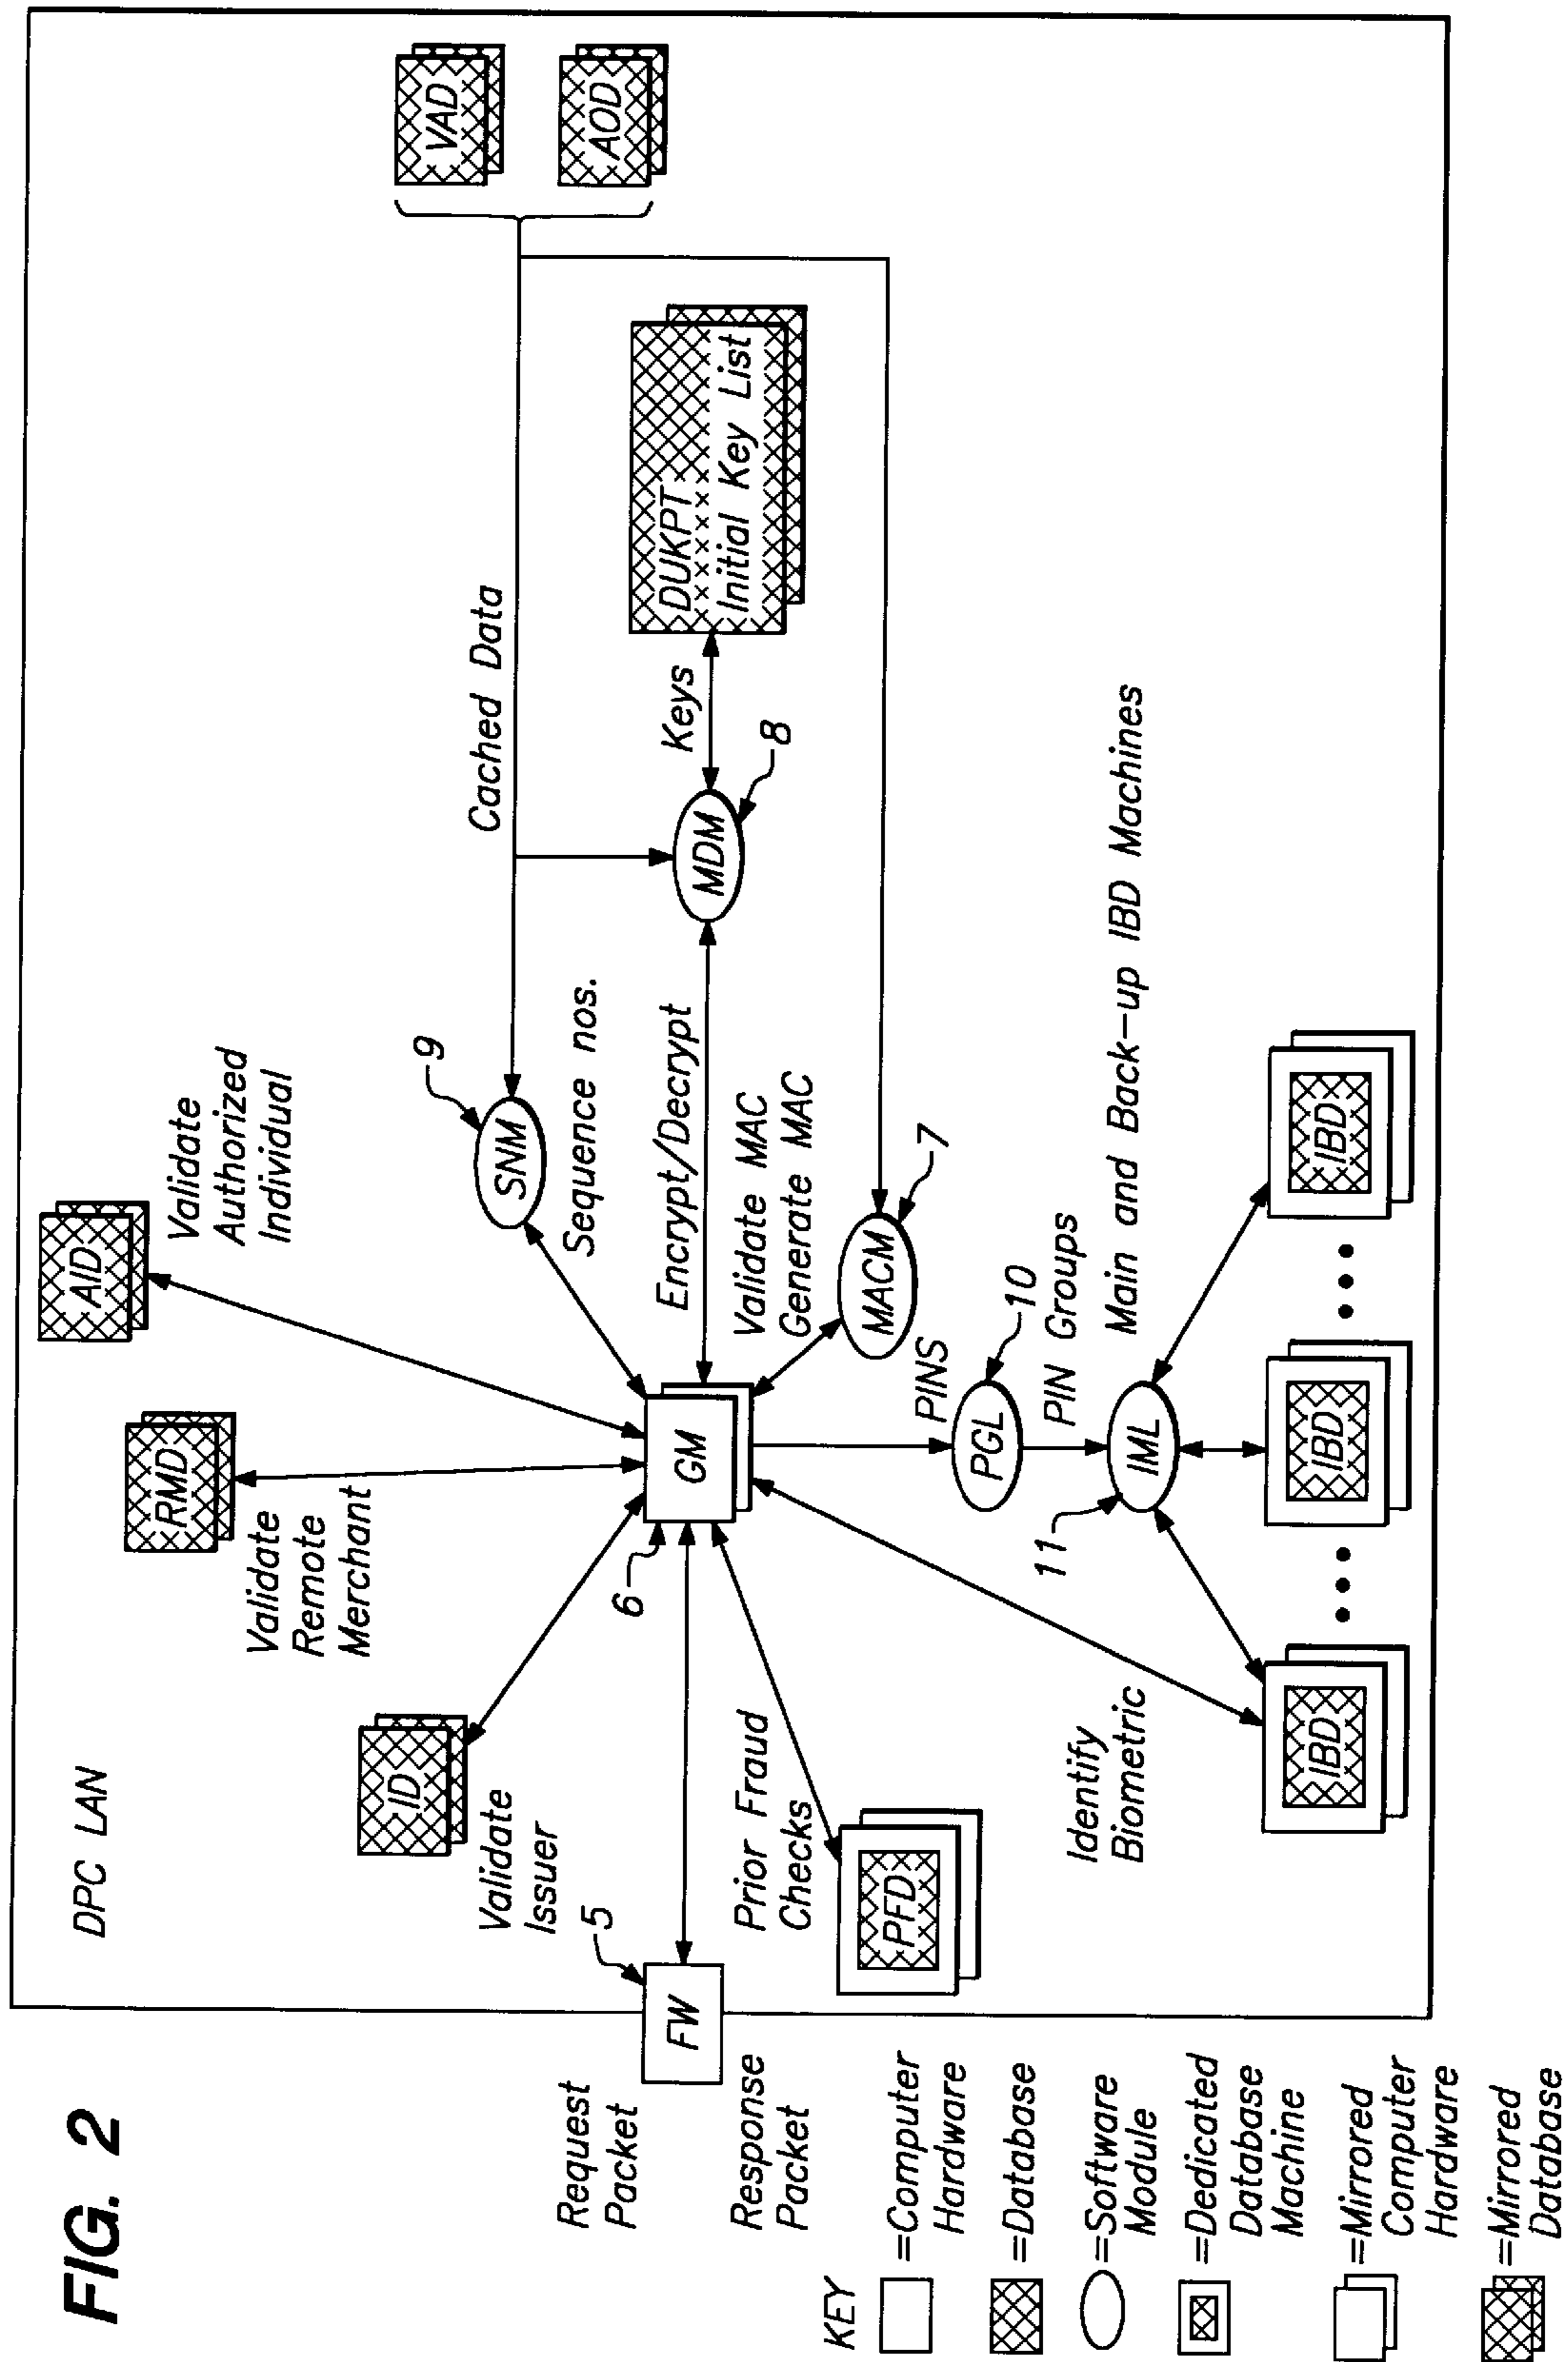 FIG. 2
DPC LAN
AID
Validate
Authorized
Individual
RMD
Validate
Remote
Merchant
ID
Validate
Issuer
VAD
AOD
Cached Data
9
SNM
Sequence nos.
DUKPT
Initial Key List
Keys
MDM
8
Encrypt/Decrypt
Request
Packet
5
FW
Response
Packet
6
GM
Validate MAC
Generate MAC
MACM
7
Prior Fraud
Checks
PFD
PINS
PGL
10
PIN Groups
11
IML
Main and Back-up IBD Machines
Identify
Biometric
IBD
IBD
IBD
KEY
=Computer
Hardware
=Database
=Software
Module
=Dedicated
Database
Machine
=Mirrored
Computer
Hardware
=Mirrored
Database